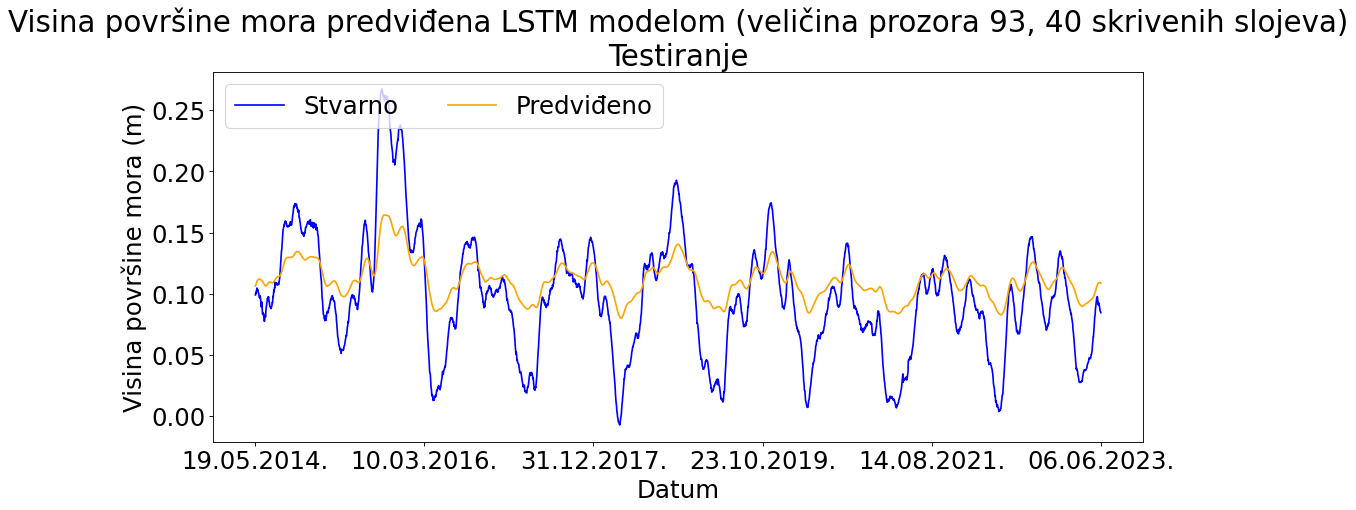 Visina površine mora predviđena LSTM modelom (veličina prozora 93, 40 skrivenih slojeva)
Testiranje
Stvarno Predviđeno
Visina površine mora (m)
0.25
0.20
0.15
0.10
0.05
0.00
19.05.2014. 10.03.2016. 31.12.2017. 23.10.2019. 14.08.2021. 06.06.2023.
Datum